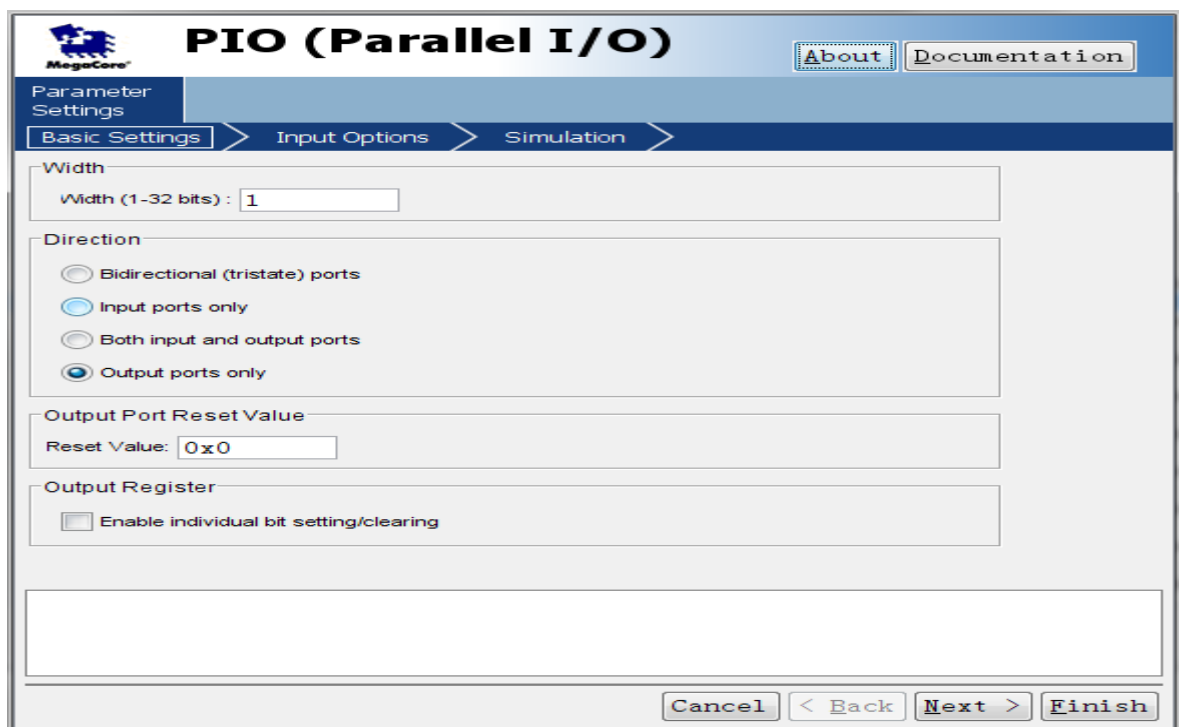 PIO (Parallel I/O)
MegaCore®
About
Documentation
Parameter
Settings
Basic Settings
Input Options
Simulation
Width
Width (1-32 bits) : 1
Direction
Bidirectional (tristate) ports
Input ports only
Both input and output ports
Output ports only
Output Port Reset Value
Reset Value: 0x0
Output Register
Enable individual bit setting/clearing
Cancel
< Back
Next >
Finish